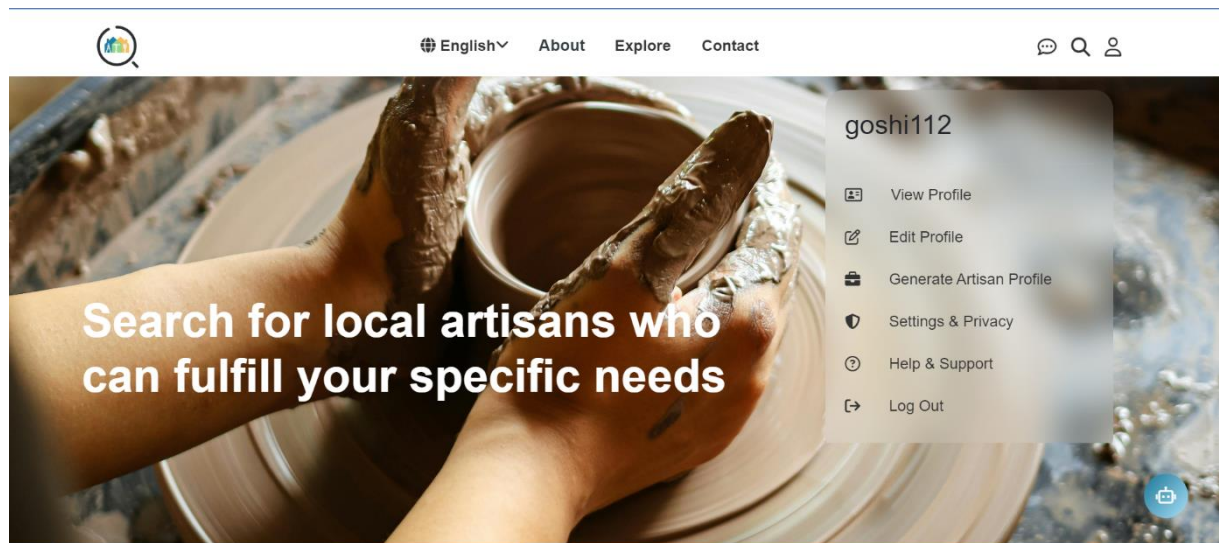 English About Explore Contact
goshi112
View Profile
Edit Profile
Generate Artisan Profile
Settings & Privacy
Help & Support
Log Out
Search for local artisans who
can fulfill your specific needs